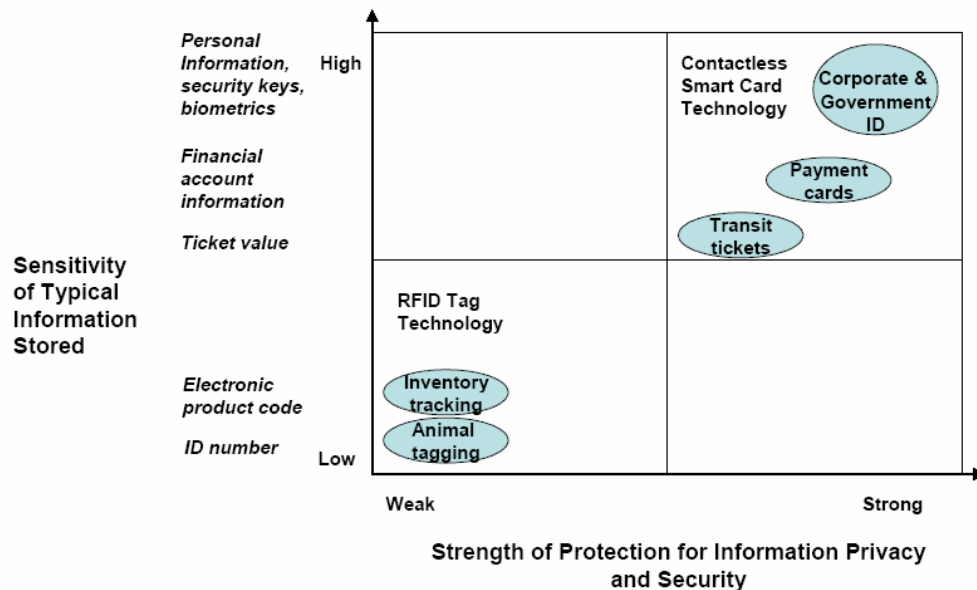 Personal
Information,
security keys,
biometrics
High
Contactless
Smart Card
Technology
Corporate &
Government
ID
Financial
account
information
Payment
cards
Ticket value
Transit
tickets
Sensitivity
of Typical
Information
Stored
RFID Tag
Technology
Electronic
product code
Inventory
tracking
ID number
Animal
tagging
Low
Weak
Strong
Strength of Protection for Information Privacy
and Security